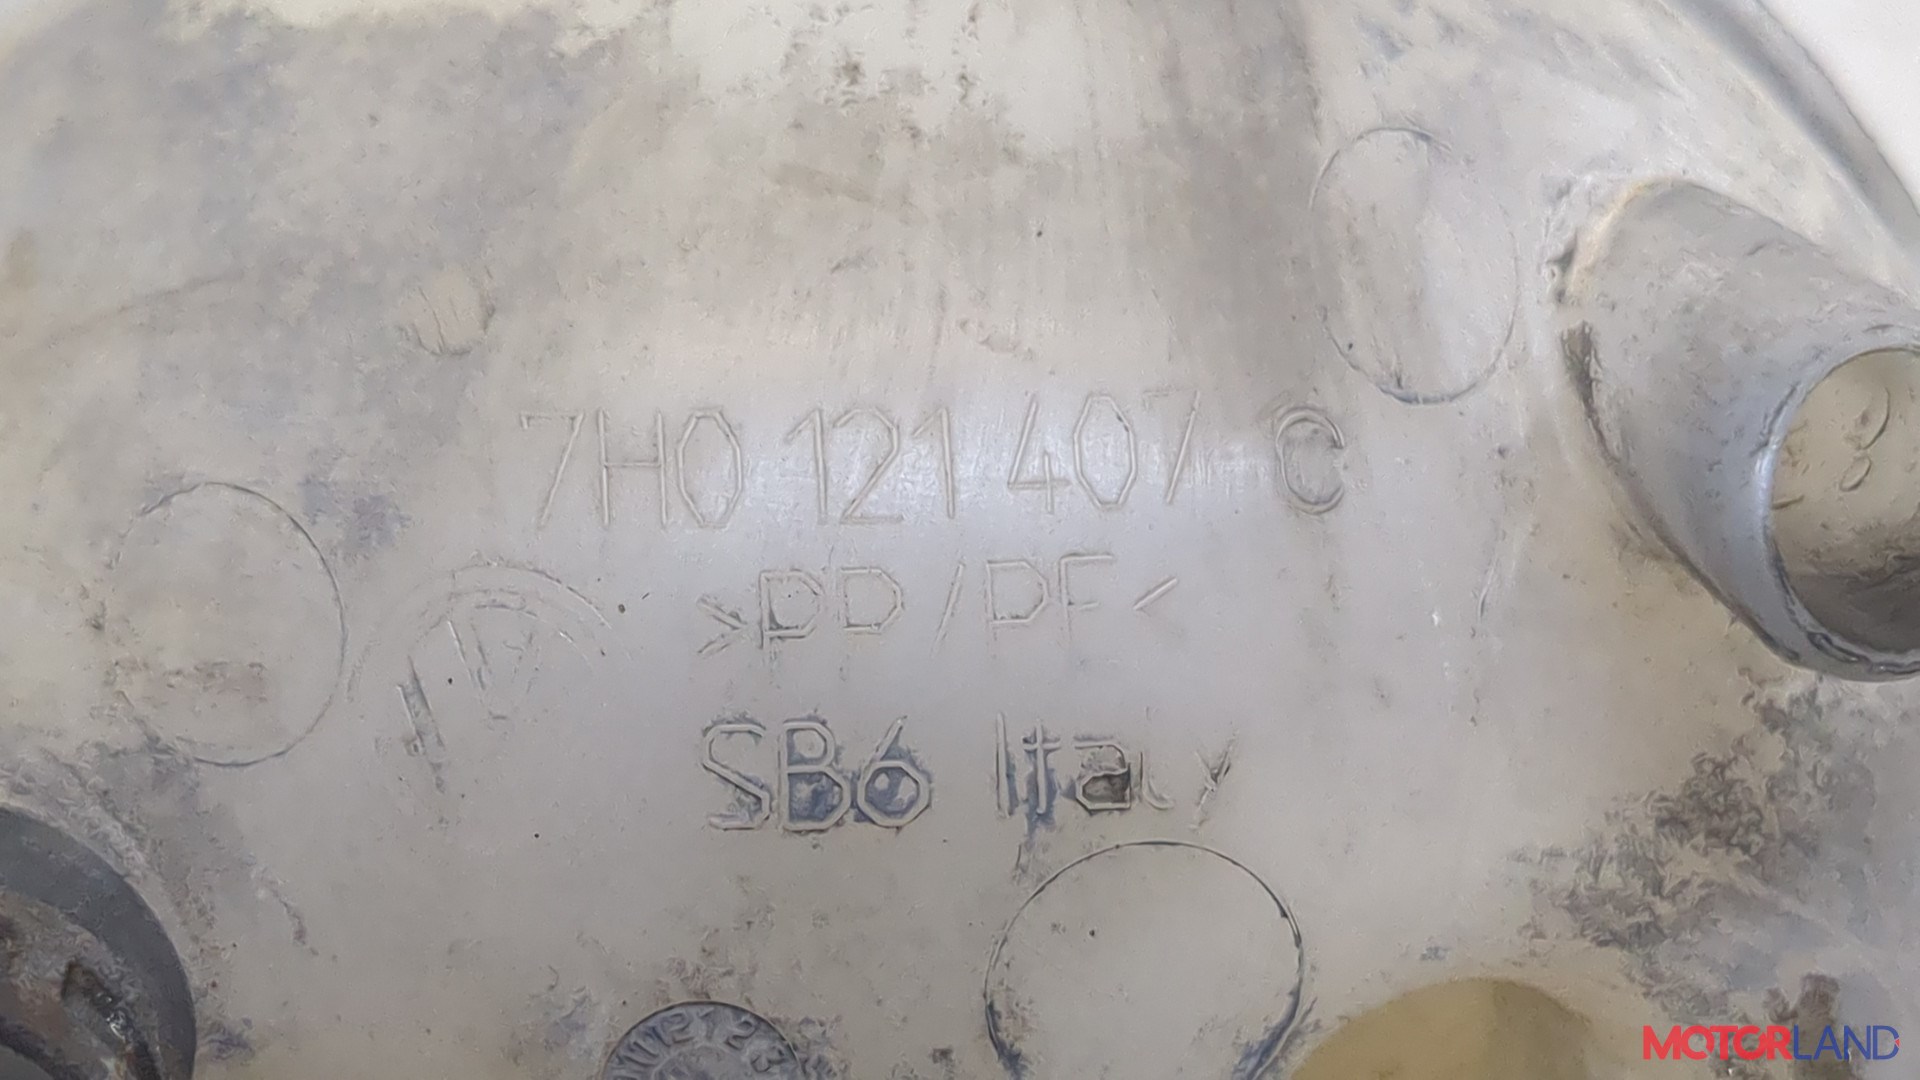 7H0 121 407 C
>PP/PE<
SB6 Italy
MOTORLAND